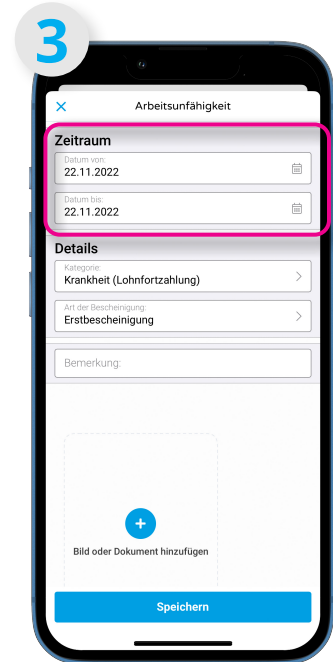 3
Arbeitsunfähigkeit
Zeitraum
Datum von:
22.11.2022
Datum bis:
22.11.2022
Details
Kategorie:
Krankheit (Lohnfortzahlung)
Art der Bescheinigung:
Erstbescheinigung
Bemerkung:
Bild oder Dokument hinzufügen
Speichern